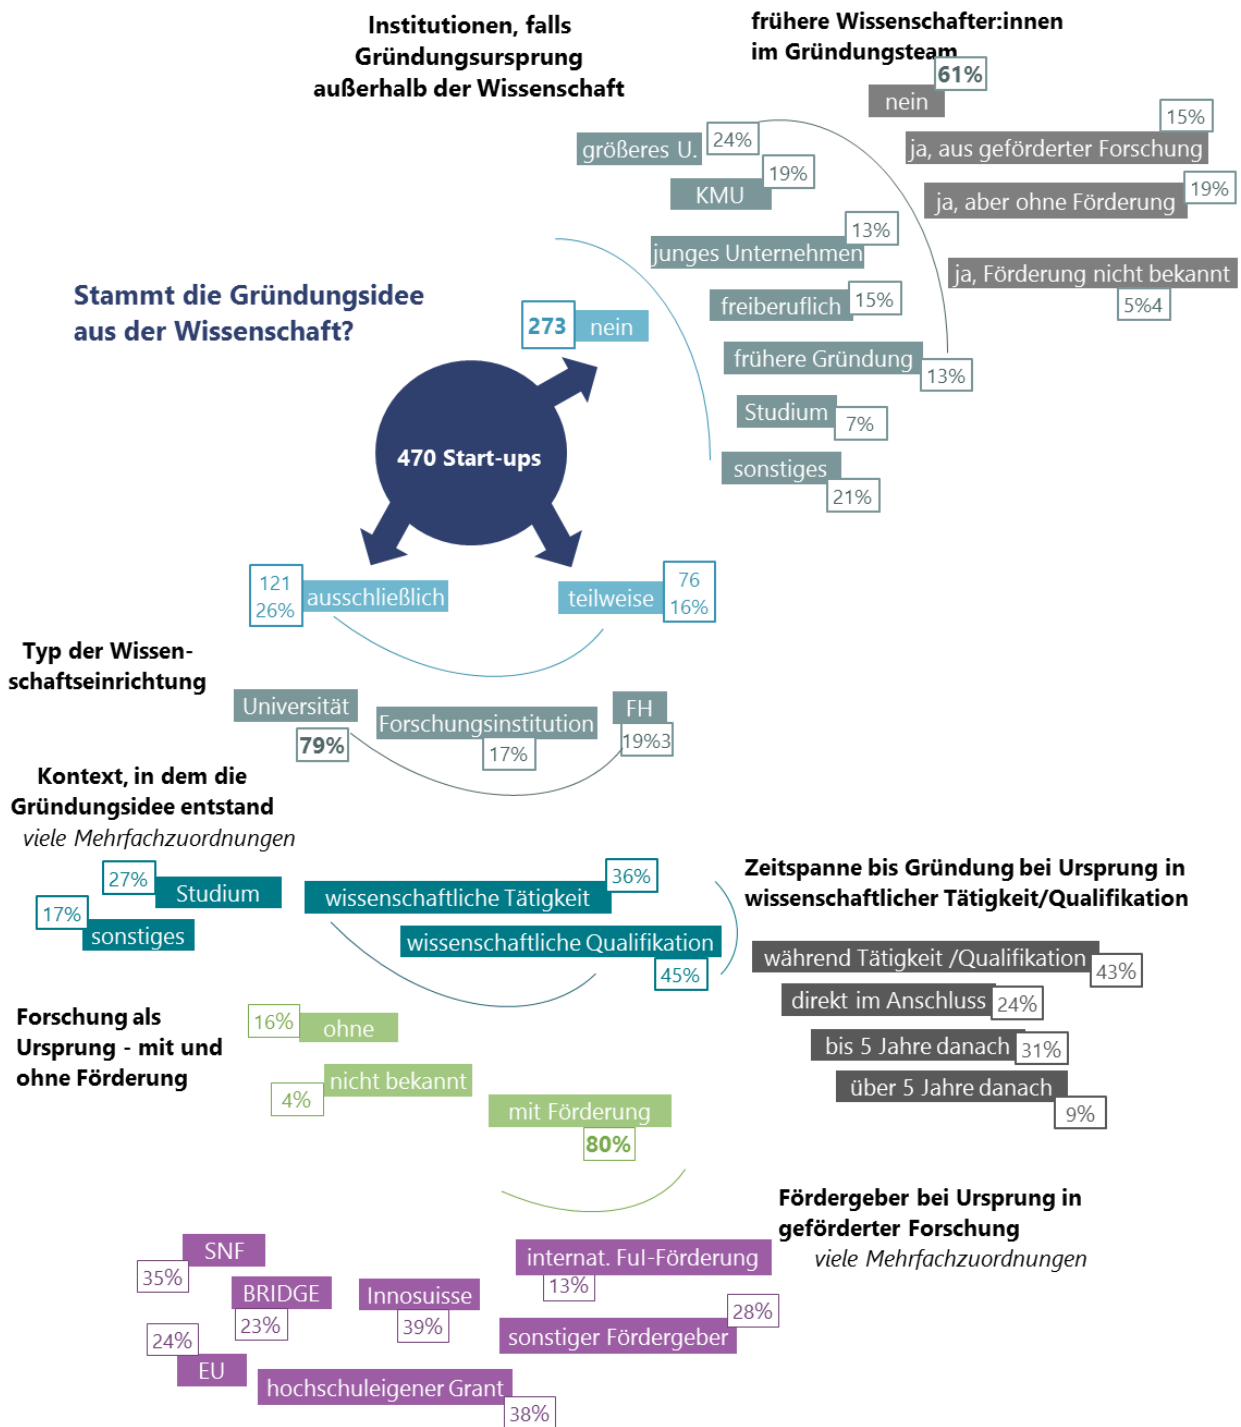 Institutionen, falls
Gründungsursprung
außerhalb der Wissenschaft
frühere Wissenschafter:innen
im Gründungsteam
61%
nein
15%
ja, aus geförderter Forschung
19%
ja, aber ohne Förderung
ja, Förderung nicht bekannt
5%4
24%
größeres U.
19%
KMU
13%
junges Unternehmen
freiberuflich
15%
frühere Gründung
13%
Studium
7%
sonstiges
21%
Stammt die Gründungsidee
aus der Wissenschaft?
273
nein
470 Start-ups
121
26%
ausschließlich
teilweise
76
16%
Typ der Wissen-
schaftseinrichtung
Universität
79%
Forschungsinstitution
17%
FH
19%3
Kontext, in dem die
Gründungsidee entstand
viele Mehrfachzuordnungen
27%
Studium
17%
sonstiges
36%
wissenschaftliche Tätigkeit
wissenschaftliche Qualifikation
45%
Zeitspanne bis Gründung bei Ursprung in
wissenschaftlicher Tätigkeit/Qualifikation
während Tätigkeit /Qualifikation
43%
direkt im Anschluss
24%
bis 5 Jahre danach
31%
über 5 Jahre danach
9%
Forschung als
Ursprung - mit und
ohne Förderung
16%
ohne
nicht bekannt
4%
mit Förderung
80%
Fördergeber bei Ursprung in
geförderter Forschung
viele Mehrfachzuordnungen
SNF
35%
BRIDGE
23%
Innosuisse
39%
internat. FuI-Förderung
13%
28%
sonstiger Fördergeber
24%
EU
hochschuleigener Grant
38%